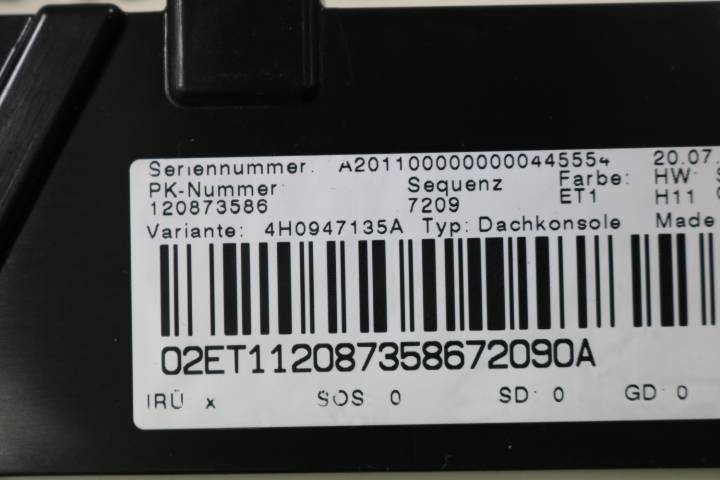 Seriennummer. A2011000000000445554 20.07.
PK-Nummer Sequenz Farbe: HW:
120873586 7209 ET1 H11
Variante: 4H0947135A Typ: Dachkonsole Made
02ET112087358672090A
IRÜ x SOS 0 SD: 0 GD: 0